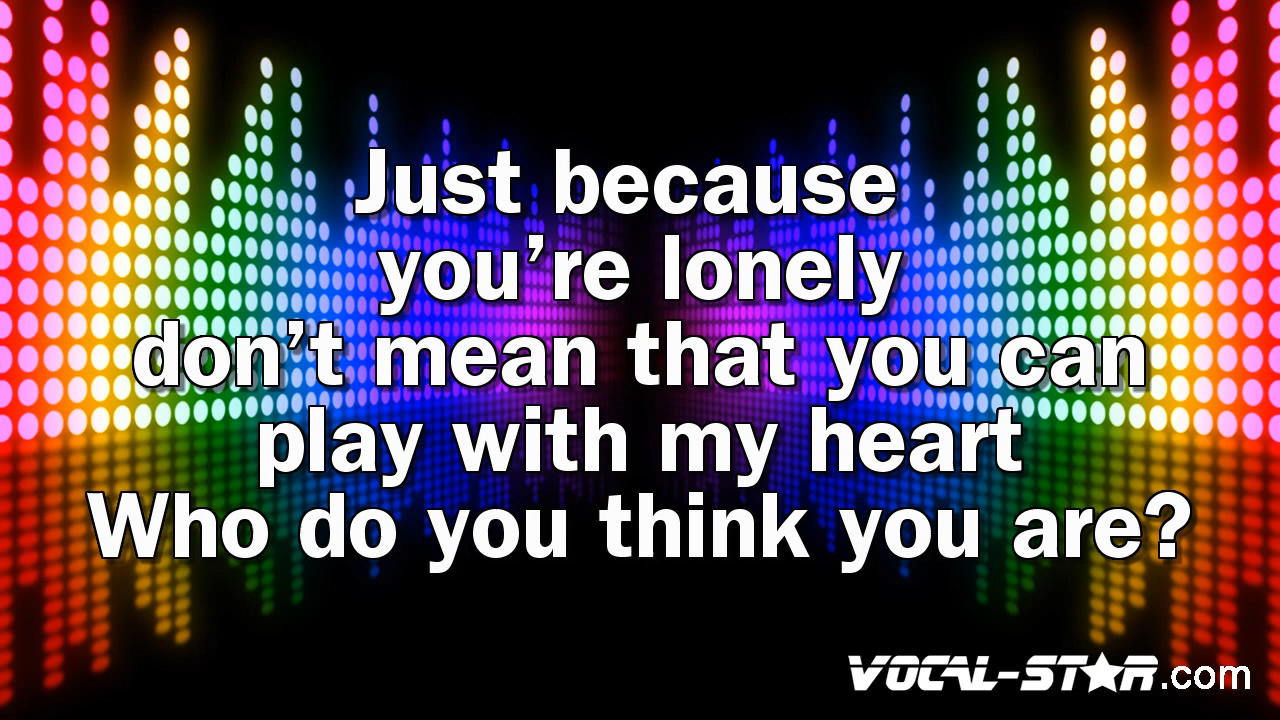 Just because
you’re lonely
don’t mean that you can
play with my heart
Who do you think you are?
VOCAL-STAR.com